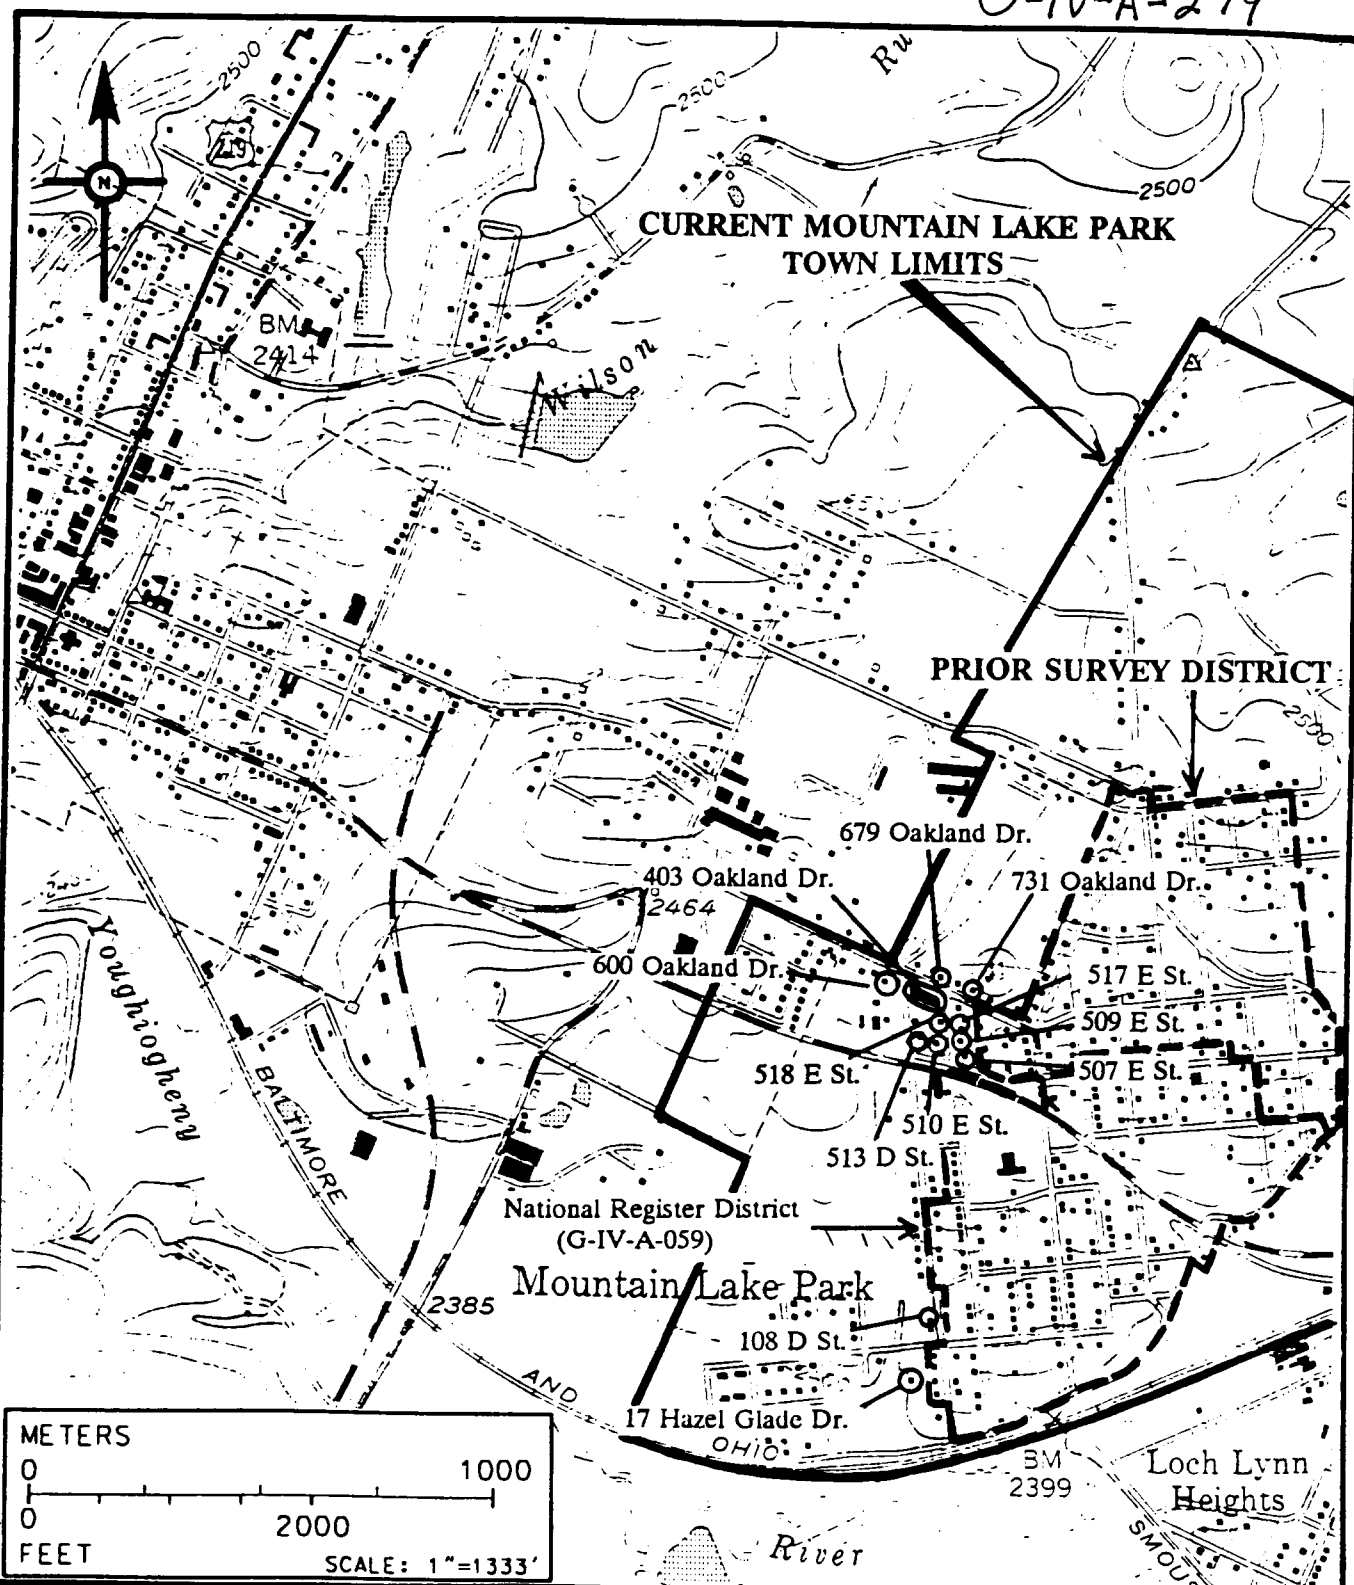 G-IV-A-279
2500
Ru
2500
219
2500
N
CURRENT MOUNTAIN LAKE PARK
TOWN LIMITS
BM
2414
Wilson
PRIOR SURVEY DISTRICT
2500
679 Oakland Dr.
403 Oakland Dr.
731 Oakland Dr.
2464
600 Oakland Dr.
517 E St.
509 E St.
518 E St.
507 E St.
Youghiogheny
BALTIMORE
510 E St.
513 D St.
National Register District
(G-IV-A-059)
Mountain Lake Park
2385
108 D St.
AND
17 Hazel Glade Dr.
OHIO
METERS
0 1000
0 2000
FEET
SCALE: 1"=1333'
BM
2399
Loch Lynn
Heights
River
SMOU